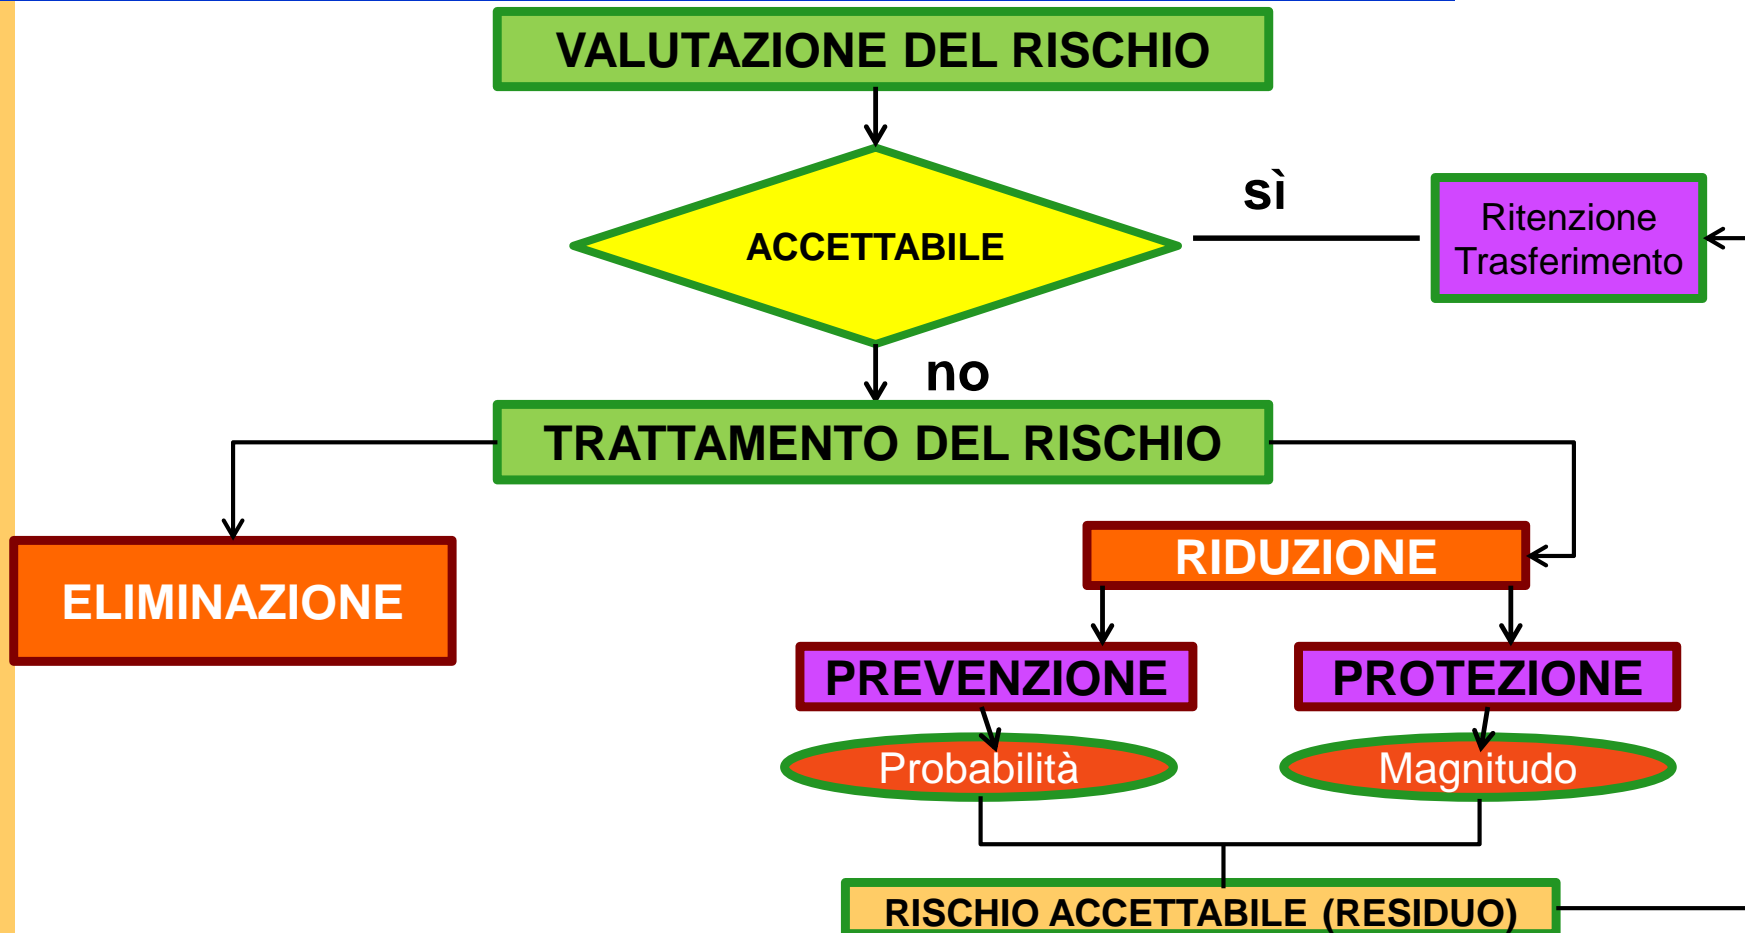 VALUTAZIONE DEL RISCHIO
ACCETTABILE
sì
Ritenzione
Trasferimento
no
TRATTAMENTO DEL RISCHIO
ELIMINAZIONE
RIDUZIONE
PREVENZIONE
PROTEZIONE
Probabilità
Magnitudo
RISCHIO ACCETTABILE (RESIDUO)